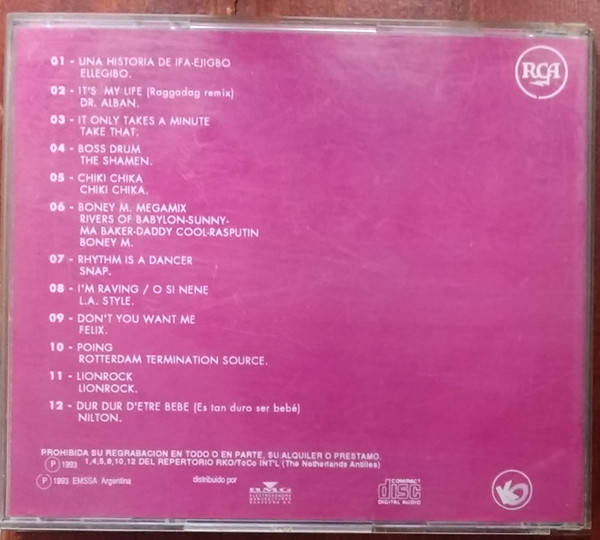 01 - UNA HISTORIA DE IFA-EJIGBO
ELLEGIBO.
RCA
02 - IT'S MY LIFE (Raggadag remix)
DR. ALBAN.
03 - IT ONLY TAKES A MINUTE
TAKE THAT.
04 - BOSS DRUM
THE SHAMEN.
05 - CHIKI CHIKA
CHIKI CHIKA.
06 - BONEY M. MEGAMIX
RIVERS OF BABYLON-SUNNY-
MA BAKER-DADDY COOL-RASPUTIN
BONEY M.
07 - RHYTHM IS A DANCER
SNAP.
08 - I'M RAVING / O SI NENE
L.A. STYLE.
09 - DON'T YOU WANT ME
FELIX.
10 - POING
ROTTERDAM TERMINATION SOURCE.
11 - LIONROCK
LIONROCK.
12 - DUR DUR D'ETRE BEBE (Es tan duro ser bebé)
NILTON.
PROHIBIDA SU REGRABACION EN TODO O EN PARTE, SU ALQUILER O PRESTAMO.
Ⓟ 1993 1,4,5,8,10,12 DEL REPERTORIO RKO/ToCo INT'L (The Netherlands Antilles)
Ⓟ 1993 EMSSA Argentina
distribuido por
BMG
COMPACT
disc
DIGITAL AUDIO